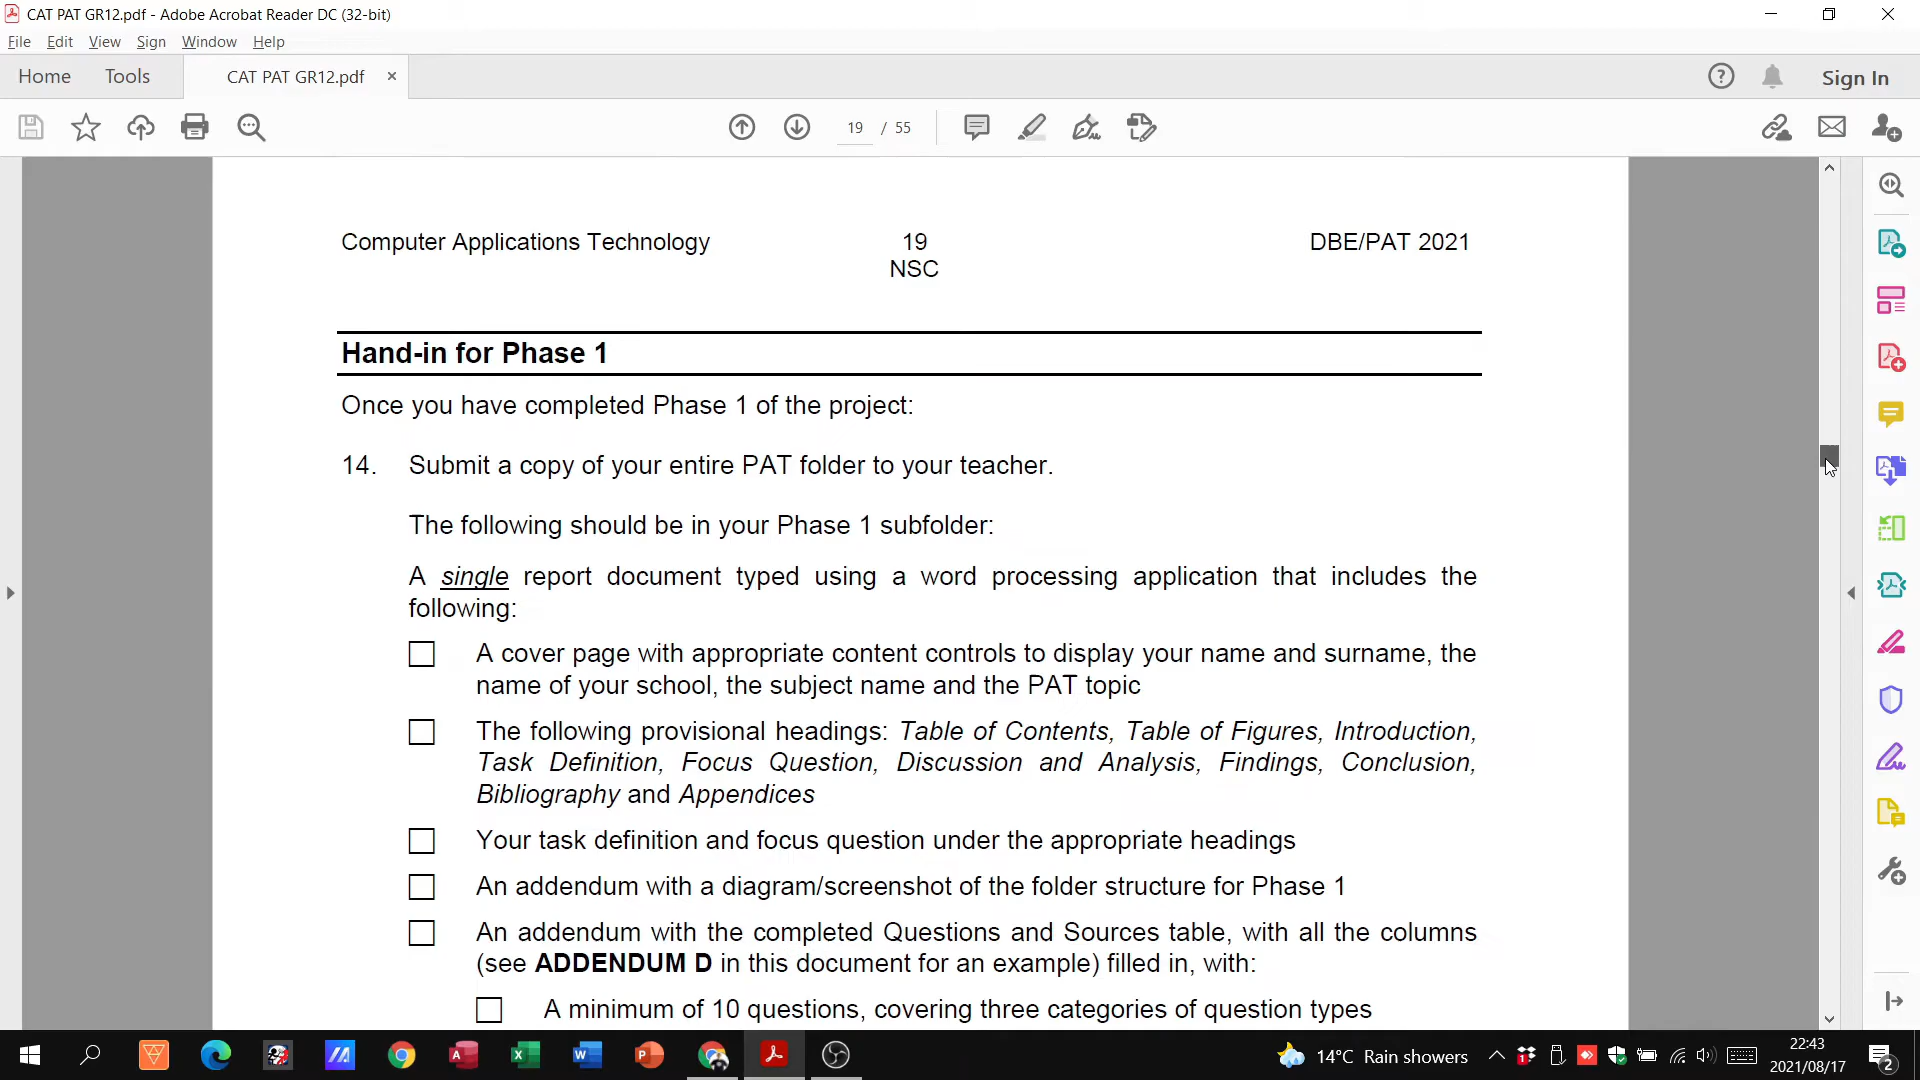 CAT PAT GR12.pdf - Adobe Acrobat Reader DC (32-bit)
File Edit View Sign Window Help
Home Tools CAT PAT GR12.pdf × Sign In
19 / 55
Computer Applications Technology 19 DBE/PAT 2021
NSC
Hand-in for Phase 1
Once you have completed Phase 1 of the project:
14. Submit a copy of your entire PAT folder to your teacher.
The following should be in your Phase 1 subfolder:
A single report document typed using a word processing application that includes the
following:
A cover page with appropriate content controls to display your name and surname, the
name of your school, the subject name and the PAT topic
The following provisional headings: Table of Contents, Table of Figures, Introduction,
Task Definition, Focus Question, Discussion and Analysis, Findings, Conclusion,
Bibliography and Appendices
Your task definition and focus question under the appropriate headings
An addendum with a diagram/screenshot of the folder structure for Phase 1
An addendum with the completed Questions and Sources table, with all the columns
(see ADDENDUM D in this document for an example) filled in, with:
A minimum of 10 questions, covering three categories of question types
14°C Rain showers
22:43
2021/08/17
2